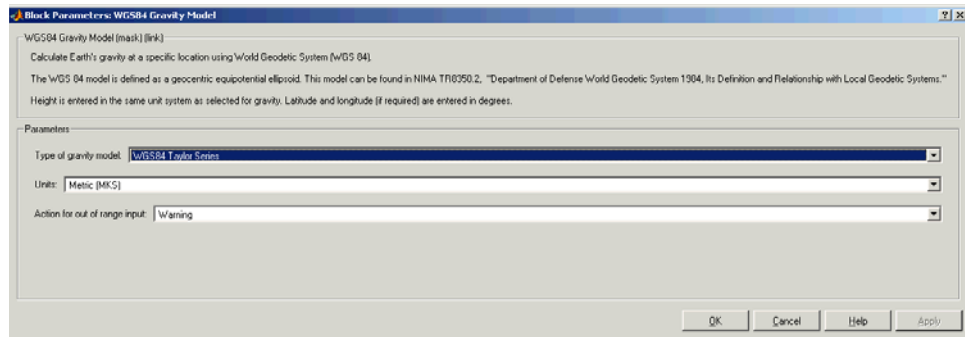 Block Parameters: WGS84 Gravity Model
WGS84 Gravity Model (mask) (link)
Calculate Earth's gravity at a specific location using World Geodetic System (WGS 84).
The WGS 84 model is defined as a geocentric equipotential ellipsoid. This model can be found in NIMA TR8350.2, "Department of Defense World Geodetic System 1984, Its Definition and Relationship with Local Geodetic Systems."
Height is entered in the same unit system as selected for gravity. Latitude and longitude (if required) are entered in degrees.
Parameters
Type of gravity model: WGS84 Taylor Series
Units: Metric (MKS)
Action for out of range input: Warning
OK Cancel Help Apply